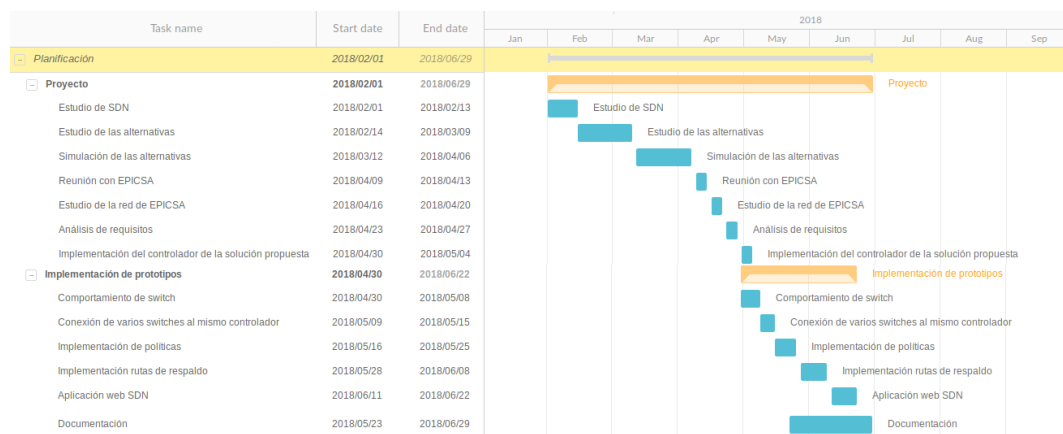 2018
Task name Start date End date Jan Feb Mar Apr May Jun Jul Aug Sep
Planificación 2018/02/01 2018/06/29
Proyecto 2018/02/01 2018/06/29 Proyecto
Estudio de SDN 2018/02/01 2018/02/13 Estudio de SDN
Estudio de las alternativas 2018/02/14 2018/03/09 Estudio de las alternativas
Simulación de las alternativas 2018/03/12 2018/04/06 Simulación de las alternativas
Reunión con EPICSA 2018/04/09 2018/04/13 Reunión con EPICSA
Estudio de la red de EPICSA 2018/04/16 2018/04/20 Estudio de la red de EPICSA
Análisis de requisitos 2018/04/23 2018/04/27 Análisis de requisitos
Implementación del controlador de la solución propuesta 2018/04/30 2018/05/04 Implementación del controlador de la solución propuesta
Implementación de prototipos 2018/04/30 2018/06/22 Implementación de prototipos
Comportamiento de switch 2018/04/30 2018/05/08 Comportamiento de switch
Conexión de varios switches al mismo controlador 2018/05/09 2018/05/15 Conexión de varios switches al mismo controlador
Implementación de políticas 2018/05/16 2018/05/25 Implementación de políticas
Implementación rutas de respaldo 2018/05/28 2018/06/08 Implementación rutas de respaldo
Aplicación web SDN 2018/06/11 2018/06/22 Aplicación web SDN
Documentación 2018/05/23 2018/06/29 Documentación